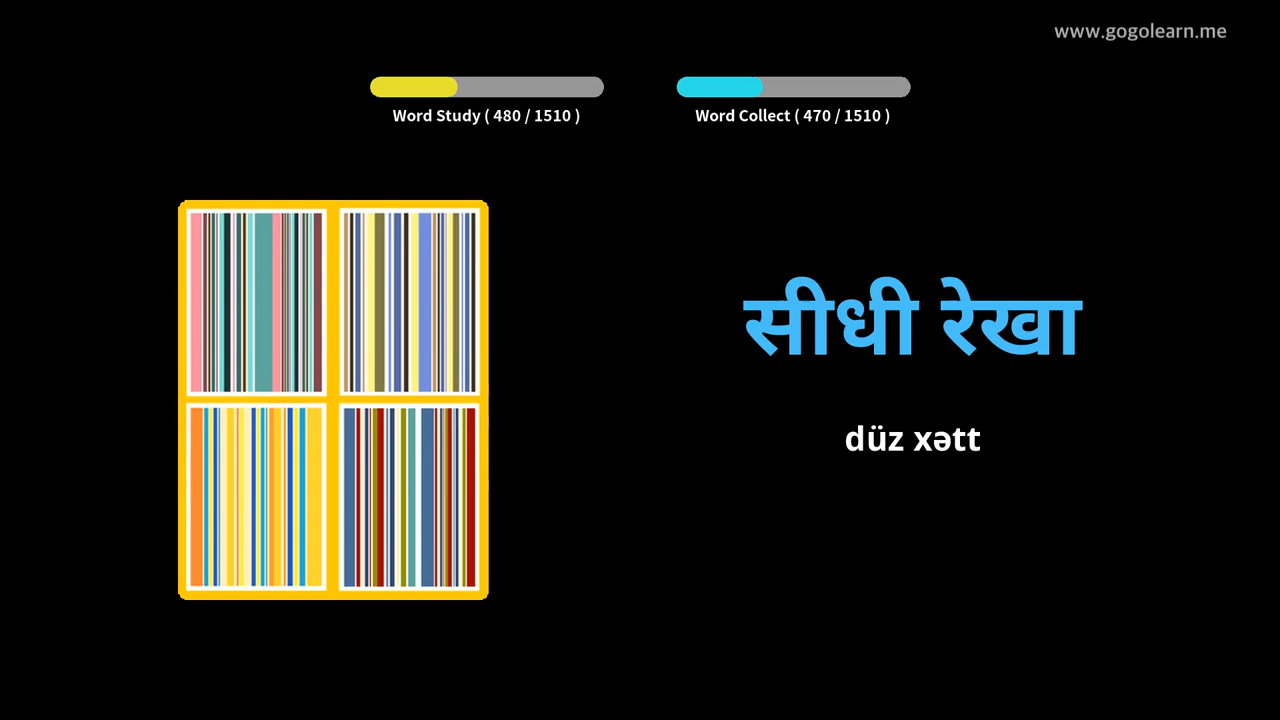 www.gogolearn.me
Word Study ( 480 / 1510 )
Word Collect ( 470 / 1510 )
सीधी रेखा
düz xətt